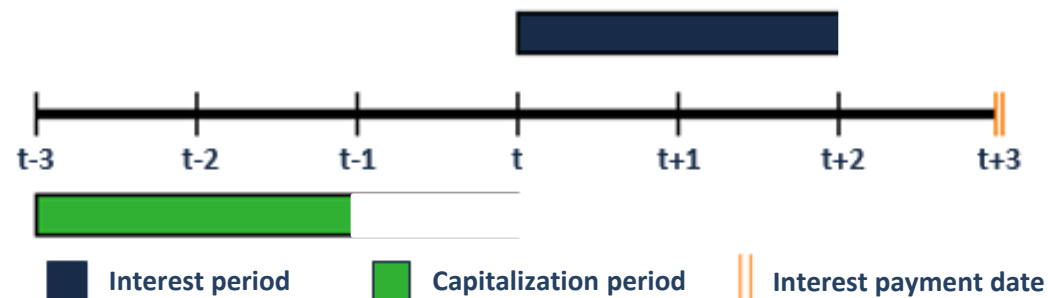 t-3 t-2 t-1 t t+1 t+2 t+3
Interest period Capitalization period Interest payment date